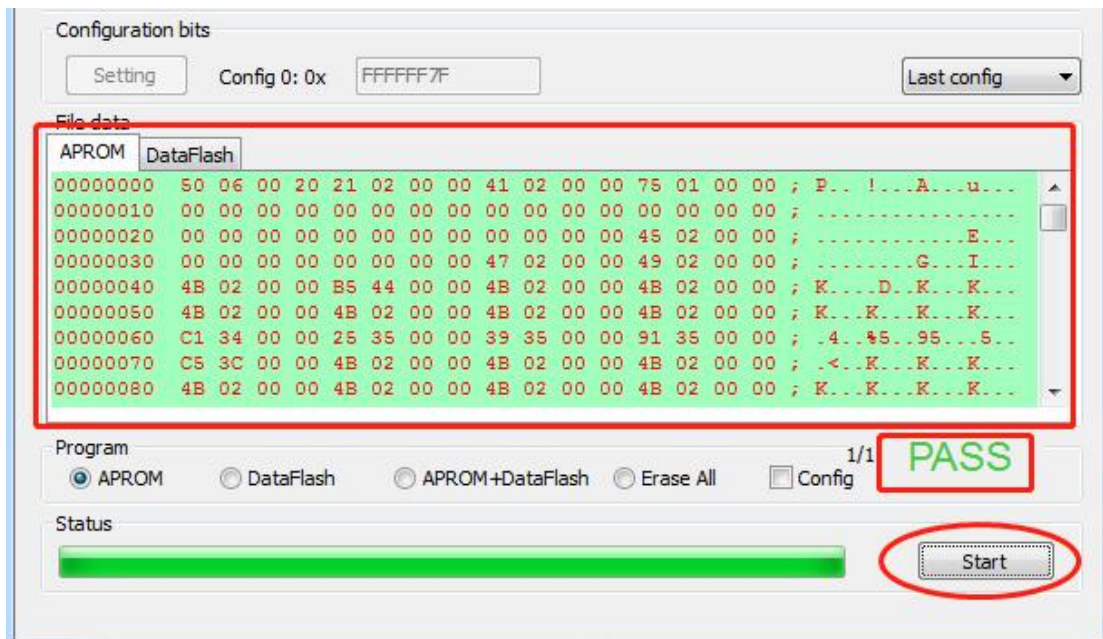 Configuration bits
Setting Config 0: 0x FFFFFF7F Last config
File data
APROM DataFlash
00000000 50 06 00 20 21 02 00 00 41 02 00 00 75 01 00 00 ; P.. !...A...u...
00000010 00 00 00 00 00 00 00 00 00 00 00 00 00 00 00 00 ; ................
00000020 00 00 00 00 00 00 00 00 00 00 00 00 45 02 00 00 ; ............E...
00000030 00 00 00 00 00 00 00 00 47 02 00 00 49 02 00 00 ; ........G...I...
00000040 4B 02 00 00 B5 44 00 00 4B 02 00 00 4B 02 00 00 ; K....D..K...K...
00000050 4B 02 00 00 4B 02 00 00 4B 02 00 00 4B 02 00 00 ; K...K...K...K...
00000060 C1 34 00 00 25 35 00 00 39 35 00 00 91 35 00 00 ; .4..%5..95...5..
00000070 C5 3C 00 00 4B 02 00 00 4B 02 00 00 4B 02 00 00 ; .<..K...K...K...
00000080 4B 02 00 00 4B 02 00 00 4B 02 00 00 4B 02 00 00 ; K...K...K...K...
Program 1/1 PASS
APROM DataFlash APROM+DataFlash Erase All Config
Status
Start